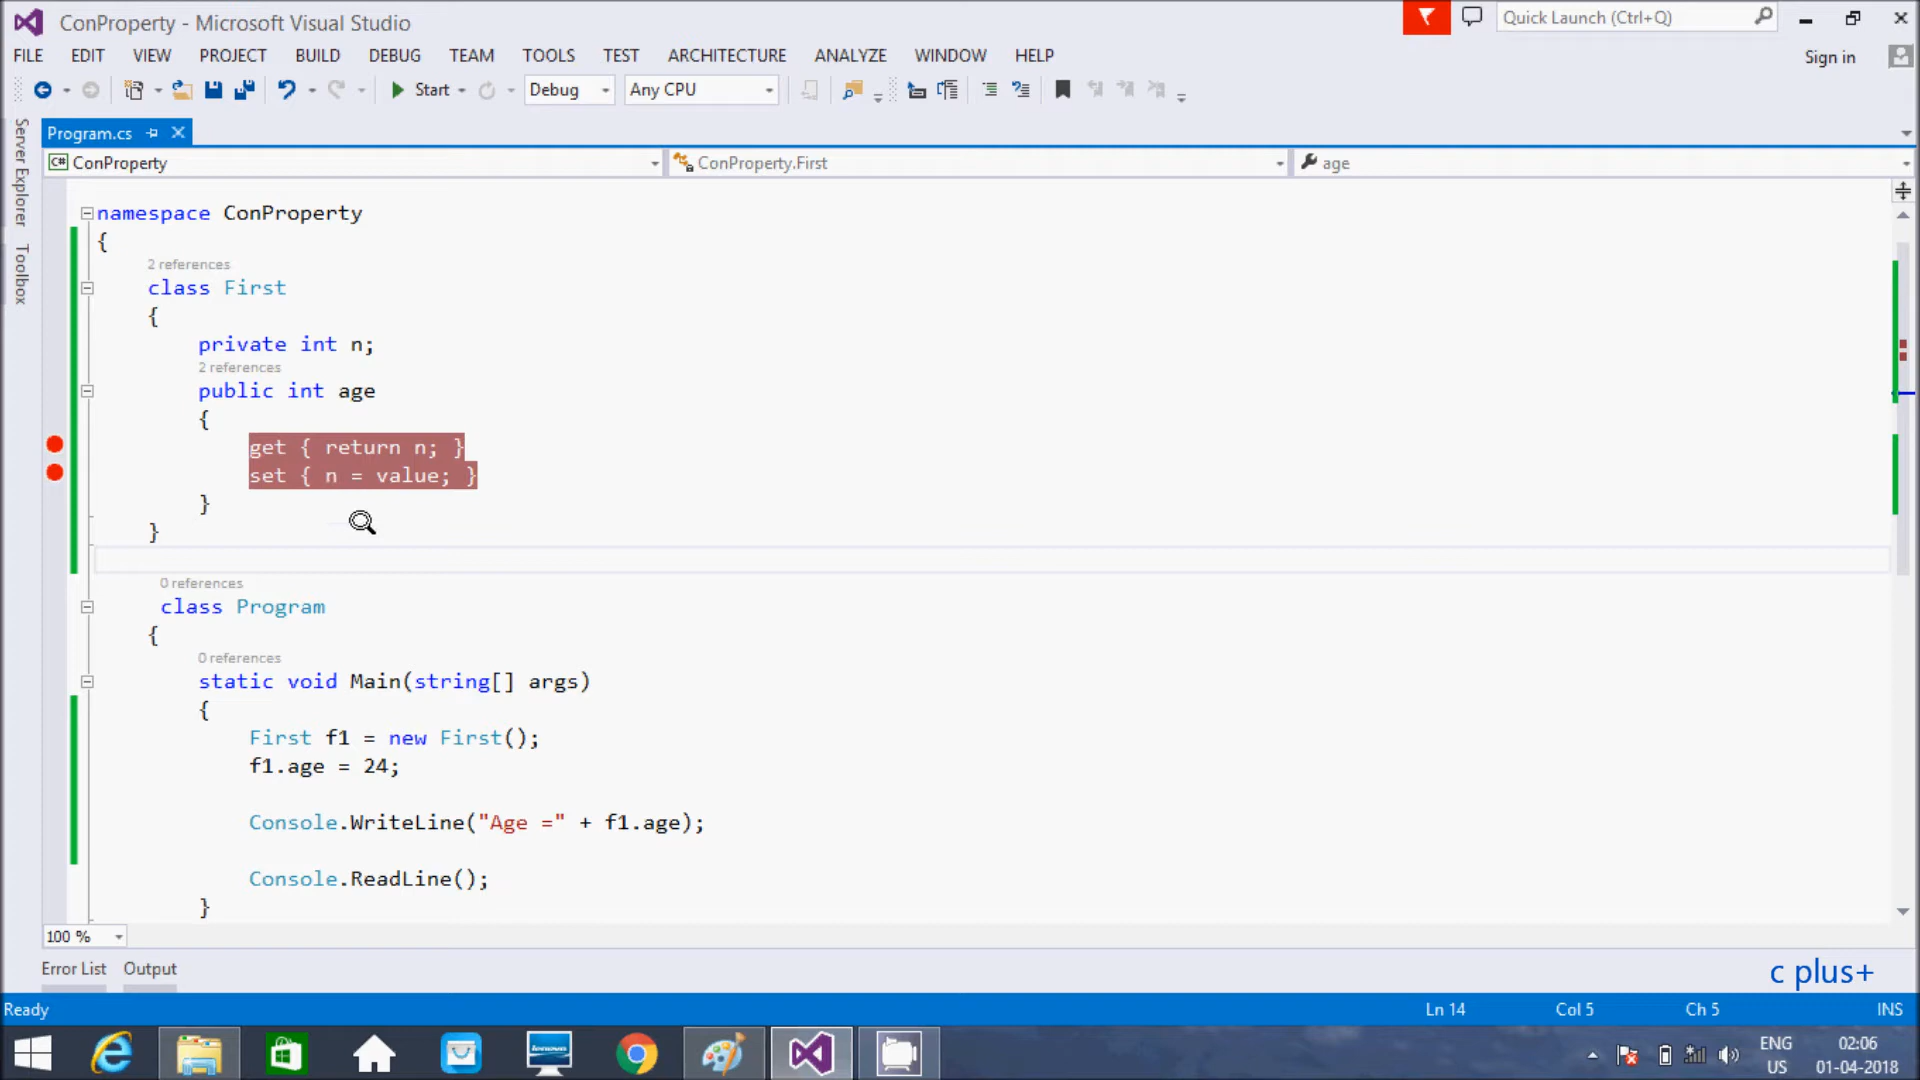 ConProperty - Microsoft Visual Studio
Quick Launch (Ctrl+Q)
FILE EDIT VIEW PROJECT BUILD DEBUG TEAM TOOLS TEST ARCHITECTURE ANALYZE WINDOW HELP
Sign in
Start Debug Any CPU
Server Explorer
Toolbox
Program.cs
C# ConProperty
ConProperty.First
age
namespace ConProperty
{
2 references
class First
{
private int n;
2 references
public int age
{
get { return n; }
set { n = value; }
}
}
0 references
class Program
{
0 references
static void Main(string[] args)
{
First f1 = new First();
f1.age = 24;
Console.WriteLine("Age =" + f1.age);
Console.ReadLine();
}
100 %
Error List Output
c plus+
Ready
Ln 14 Col 5 Ch 5 INS
ENG
US
02:06
01-04-2018